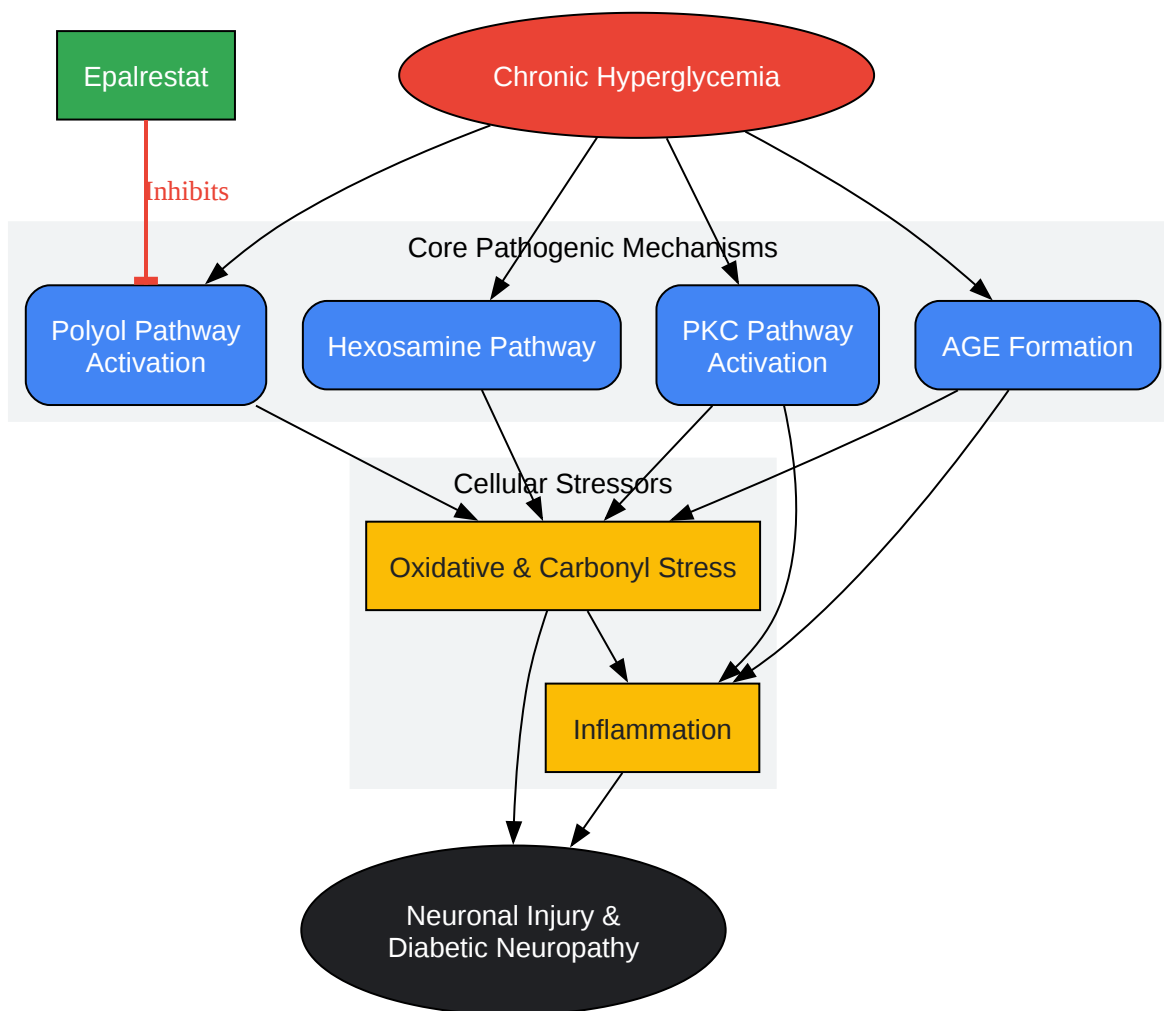 Epalrestat
Chronic Hyperglycemia
Inhibits
Core Pathogenic Mechanisms
Polyol Pathway
Activation
Hexosamine Pathway
PKC Pathway
Activation
AGE Formation
Cellular Stressors
Oxidative & Carbonyl Stress
Inflammation
Neuronal Injury &
Diabetic Neuropathy